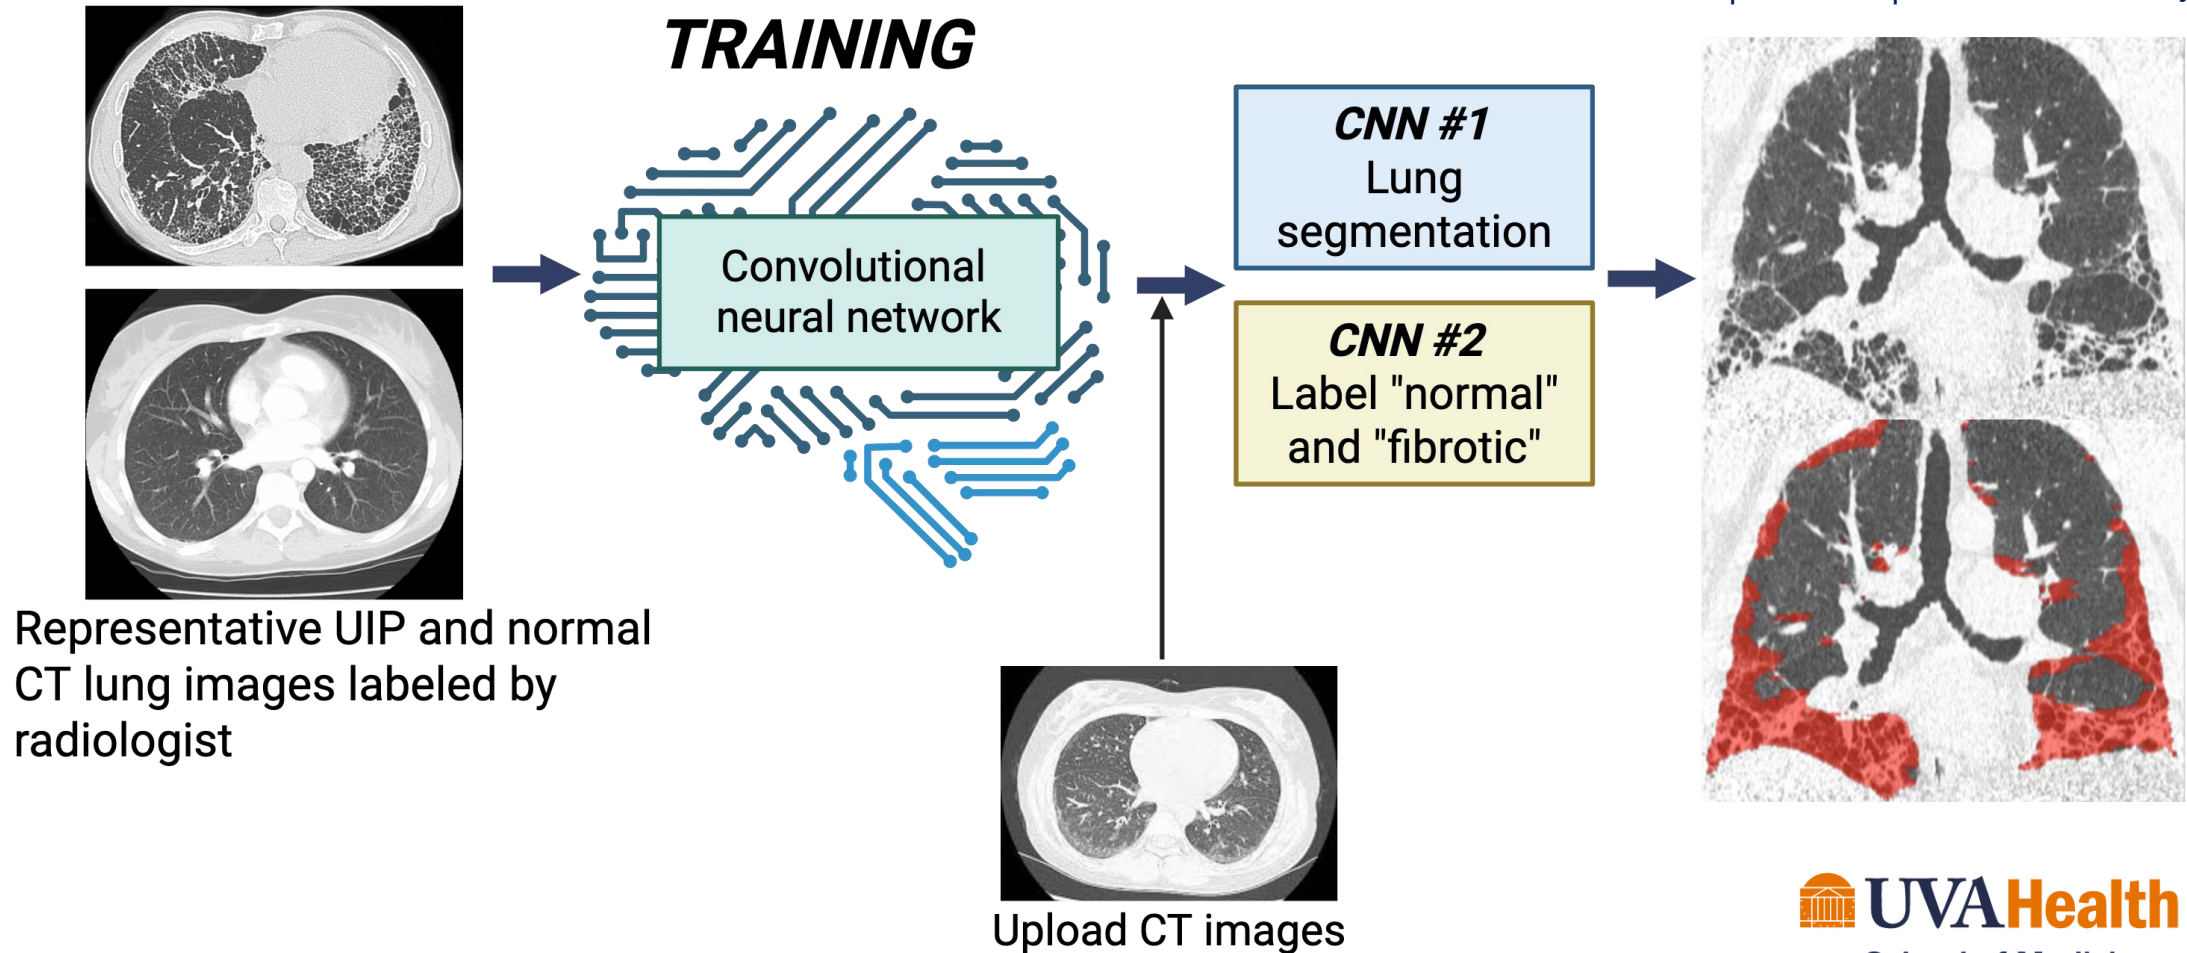 TRAINING
Convolutional
neural network
CNN #1
Lung
segmentation
CNN #2
Label "normal"
and "fibrotic"
Representative UIP and normal
CT lung images labeled by
radiologist
Upload CT images
UVAHealth